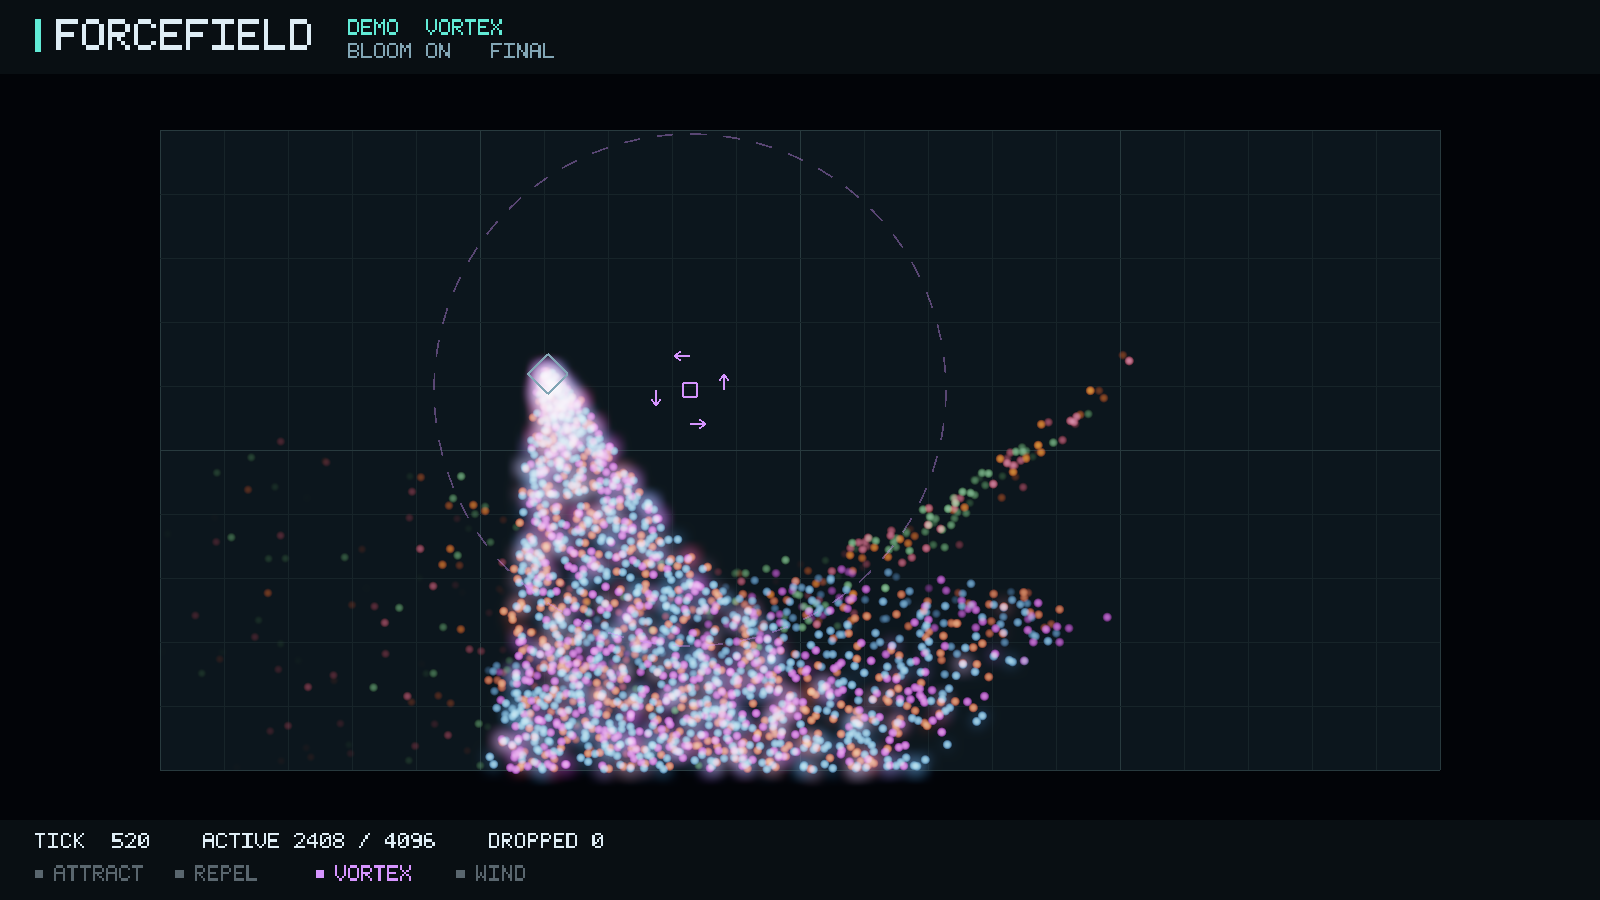 FORCEFIELD
DEMO VORTEX
BLOOM ON FINAL
TICK 520 ACTIVE 2408 / 4096 DROPPED 0
ATTRACT REPEL VORTEX WIND